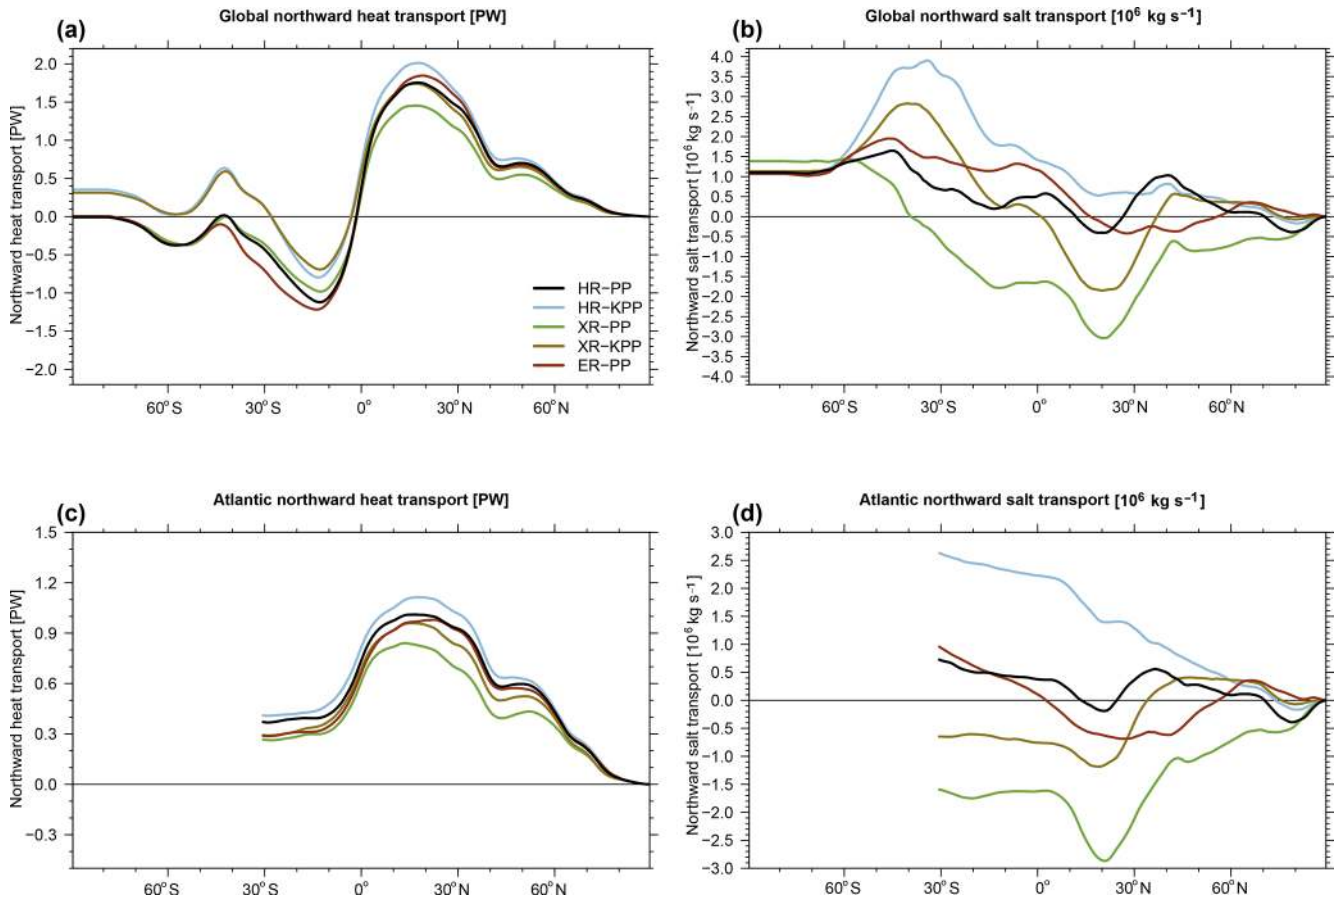 (a)
Global northward heat transport [PW]
Northward heat transport [PW]
2.0
1.5
1.0
0.5
0.0
−0.5
−1.0
−1.5
−2.0
HR−PP
HR−KPP
XR−PP
XR−KPP
ER−PP
60°S 30°S 0° 30°N 60°N
(b)
Global northward salt transport [10⁶ kg s⁻¹]
Northward salt transport [10⁶ kg s⁻¹]
4.0
3.5
3.0
2.5
2.0
1.5
1.0
0.5
0.0
−0.5
−1.0
−1.5
−2.0
−2.5
−3.0
−3.5
−4.0
60°S 30°S 0° 30°N 60°N
(c)
Atlantic northward heat transport [PW]
Northward heat transport [PW]
1.5
1.2
0.9
0.6
0.3
0.0
−0.3
60°S 30°S 0° 30°N 60°N
(d)
Atlantic northward salt transport [10⁶ kg s⁻¹]
Northward salt transport [10⁶ kg s⁻¹]
3.0
2.5
2.0
1.5
1.0
0.5
0.0
−0.5
−1.0
−1.5
−2.0
−2.5
−3.0
60°S 30°S 0° 30°N 60°N